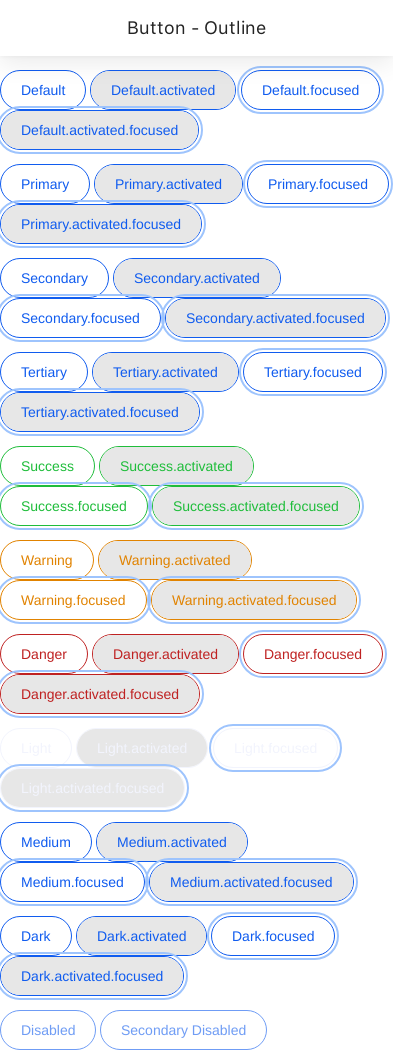 Button - Outline
Default Default.activated Default.focused
Default.activated.focused
Primary Primary.activated Primary.focused
Primary.activated.focused
Secondary Secondary.activated
Secondary.focused Secondary.activated.focused
Tertiary Tertiary.activated Tertiary.focused
Tertiary.activated.focused
Success Success.activated
Success.focused Success.activated.focused
Warning Warning.activated
Warning.focused Warning.activated.focused
Danger Danger.activated Danger.focused
Danger.activated.focused
Light Light.activated Light.focused
Light.activated.focused
Medium Medium.activated
Medium.focused Medium.activated.focused
Dark Dark.activated Dark.focused
Dark.activated.focused
Disabled Secondary Disabled